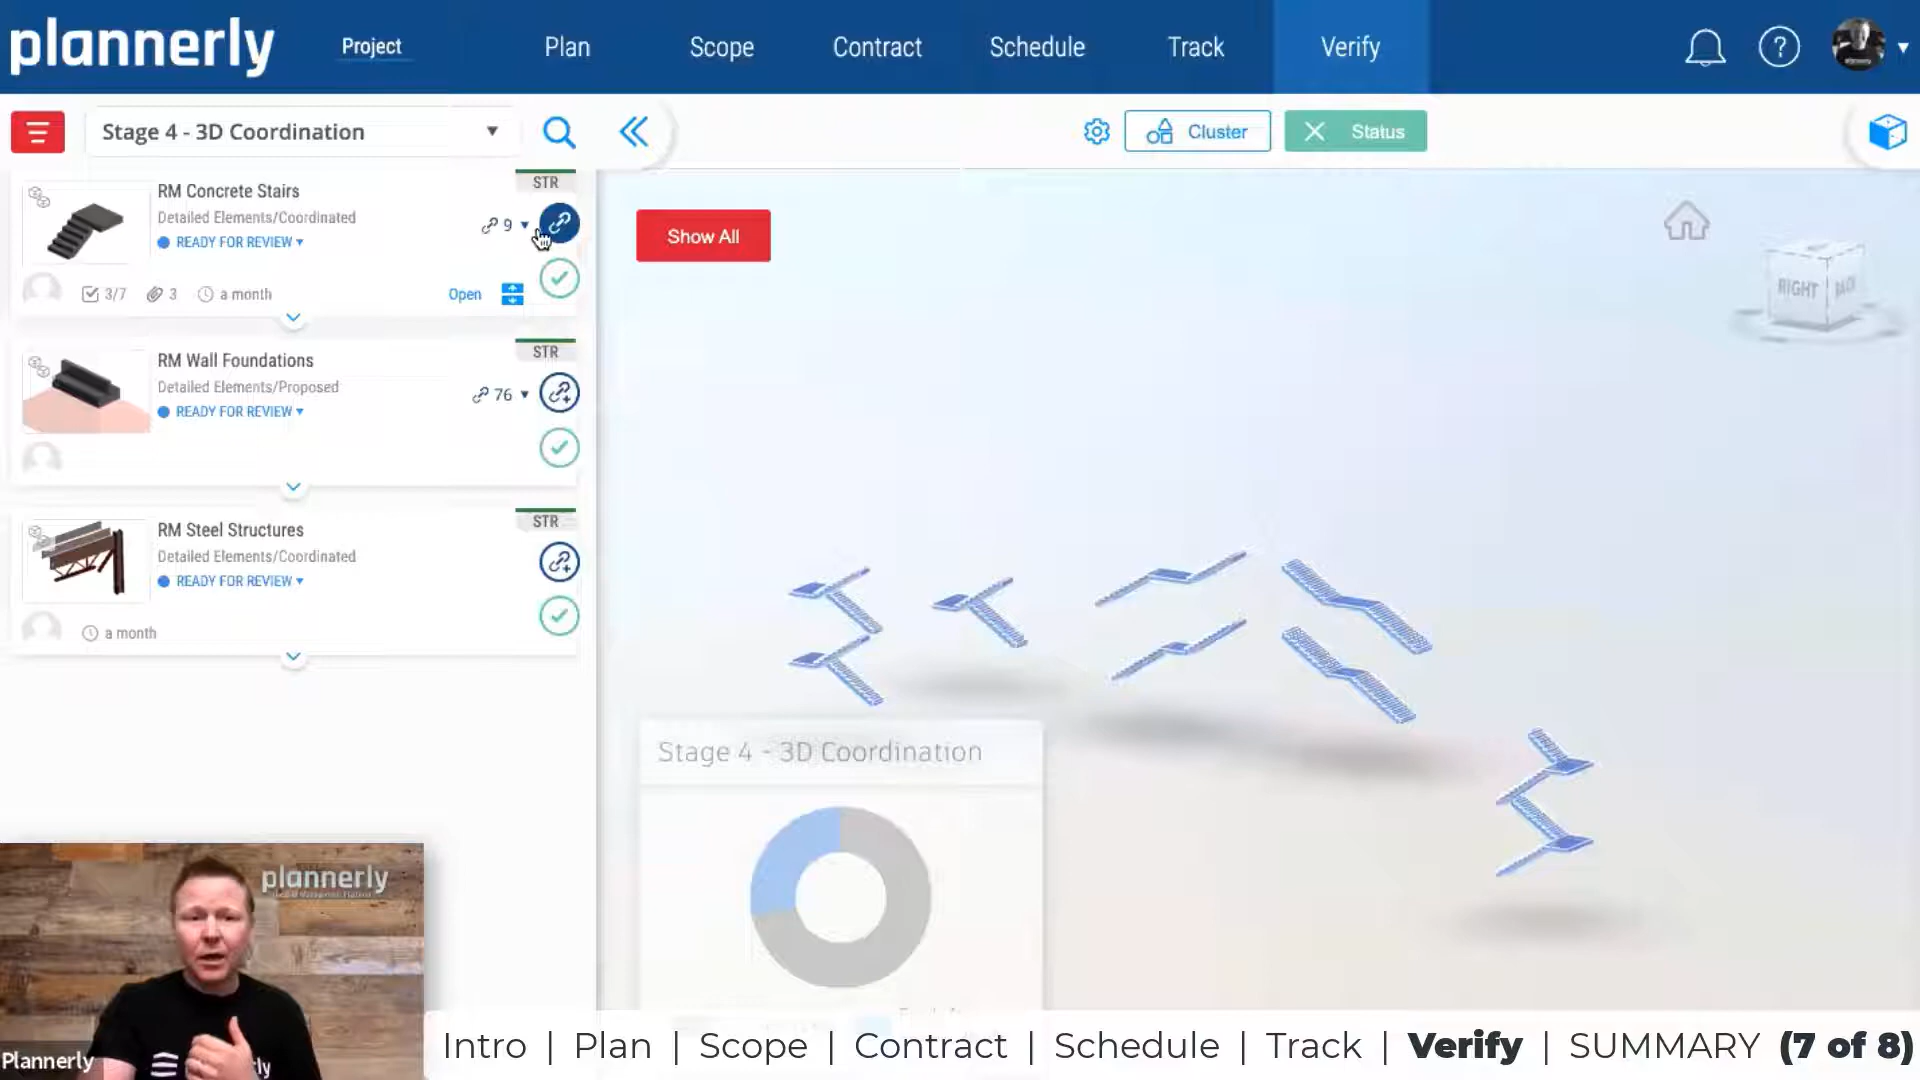 plannerly
Project
Plan
Scope
Contract
Schedule
Track
Verify
Stage 4 - 3D Coordination
Cluster
Status
RM Concrete Stairs
STR
Detailed Elements/Coordinated
9
READY FOR REVIEW
3/7
3
a month
Open
RM Wall Foundations
STR
Detailed Elements/Proposed
76
READY FOR REVIEW
RM Steel Structures
STR
Detailed Elements/Coordinated
READY FOR REVIEW
a month
Show All
RIGHT
BACK
Stage 4 - 3D Coordination
plannerly
Plannerly
Intro | Plan | Scope | Contract | Schedule | Track | Verify | SUMMARY (7 of 8)